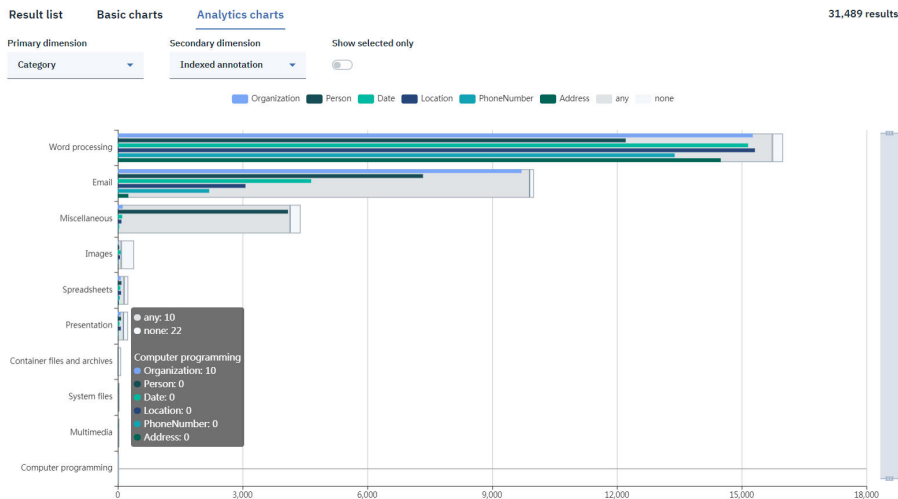 Result list Basic charts Analytics charts 31,489 results
Primary dimension Secondary dimension Show selected only
Category Indexed annotation
Organization Person Date Location PhoneNumber Address any none
Word processing
Email
Miscellaneous
Images
Spreadsheets
Presentation
Container files and archives
System files
Multimedia
Computer programming
any: 10
none: 22
Computer programming
Organization: 10
Person: 0
Date: 0
Location: 0
PhoneNumber: 0
Address: 0
0 3,000 6,000 9,000 12,000 15,000 18,000